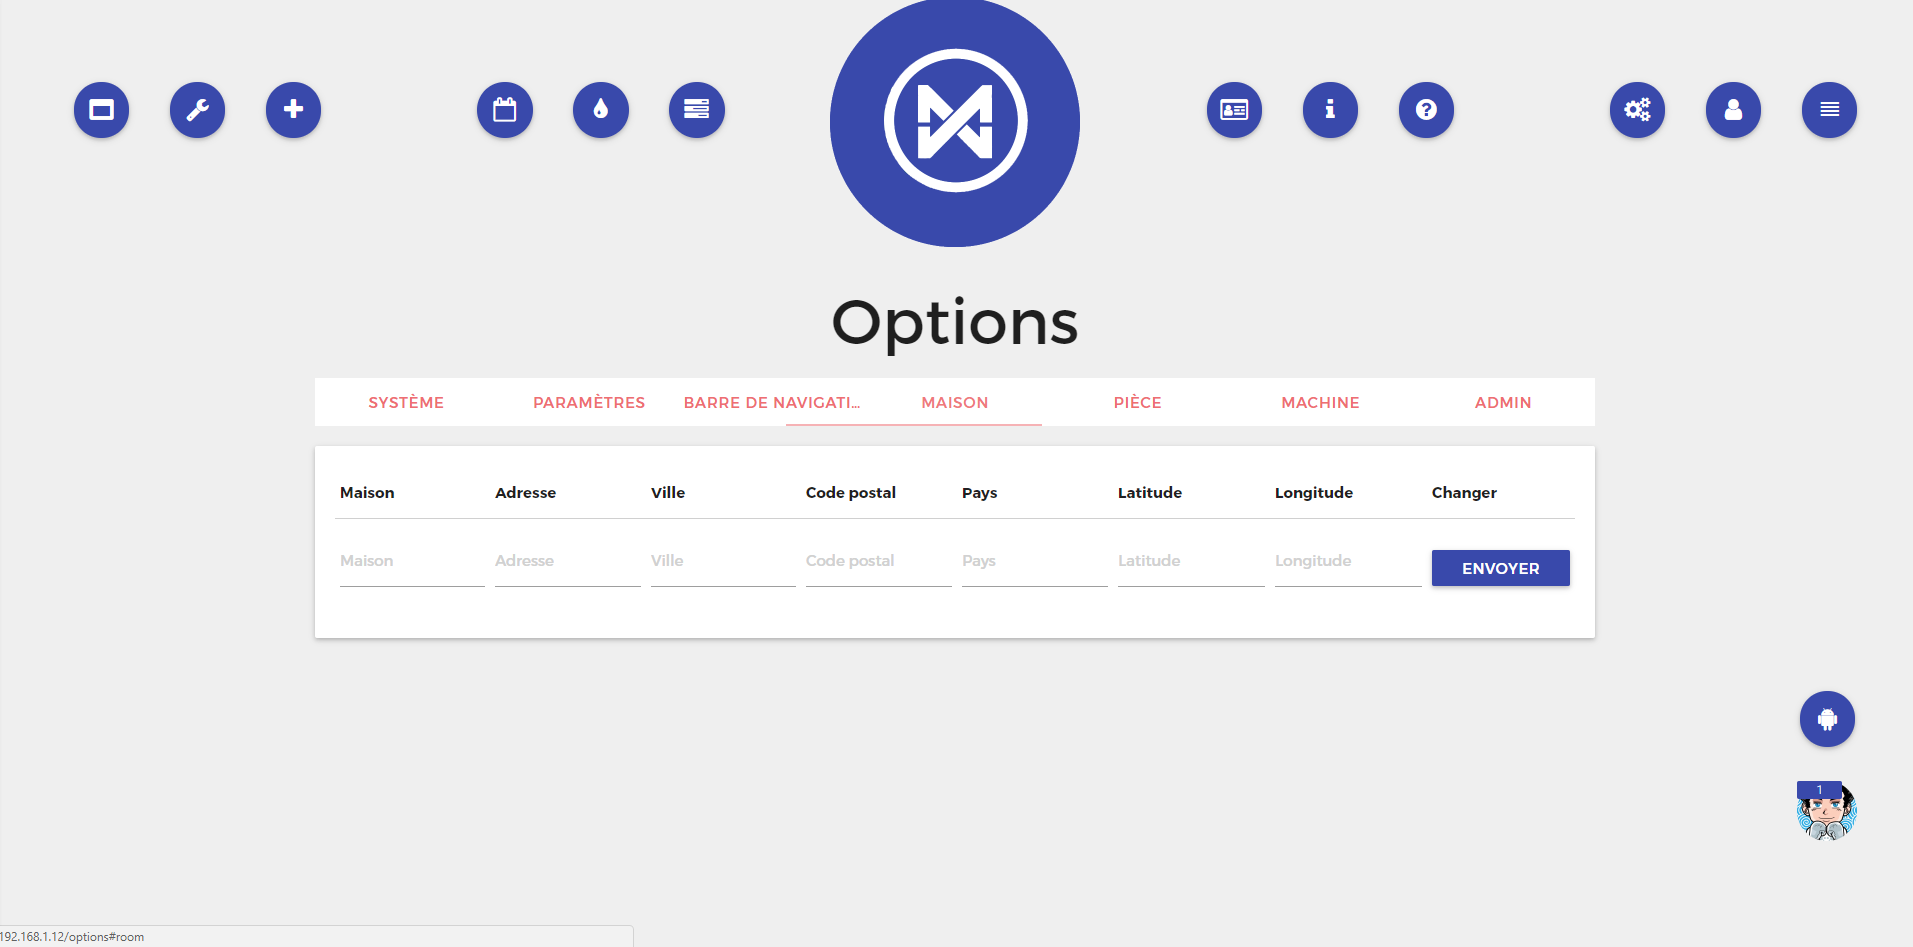 Options
SYSTÈME PARAMÈTRES BARRE DE NAVIGATI... MAISON PIÈCE MACHINE ADMIN
Maison Adresse Ville Code postal Pays Latitude Longitude Changer
Maison Adresse Ville Code postal Pays Latitude Longitude ENVOYER
1
192.168.1.12/options#room